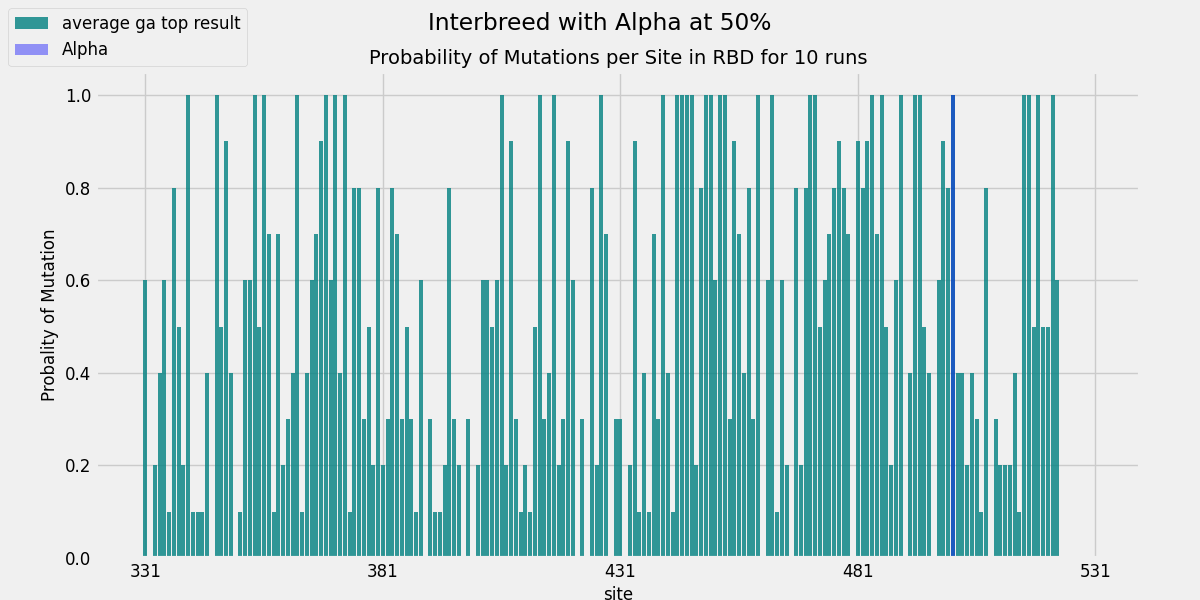 Interbreed with Alpha at 50%
average ga top result
Alpha
Probability of Mutations per Site in RBD for 10 runs
Probality of Mutation
1.0
0.8
0.6
0.4
0.2
0.0
331
381
431
481
531
site